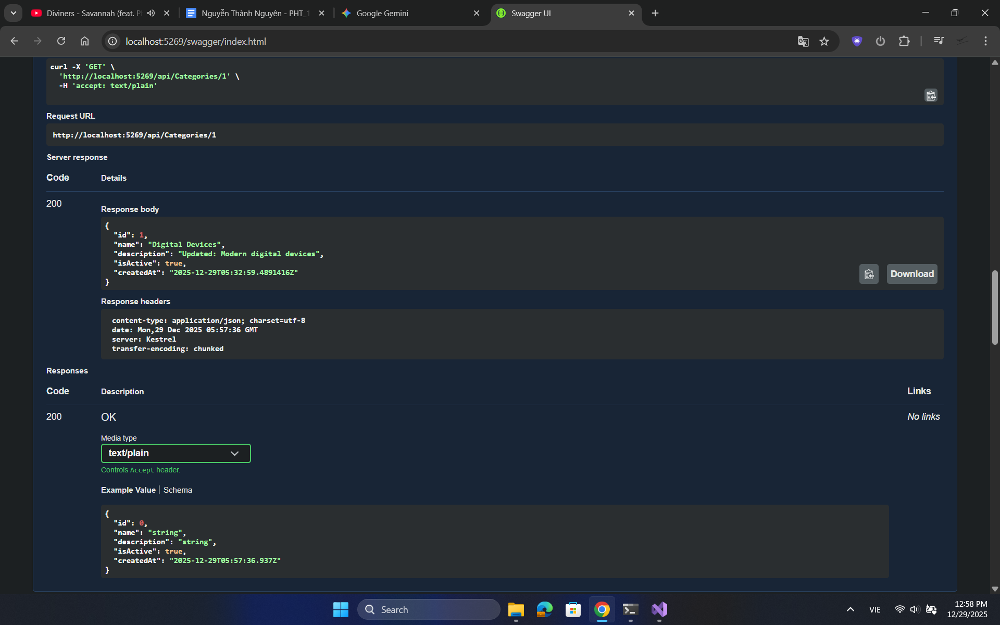 Diviners - Savannah (feat. P
Nguyễn Thành Nguyên - PHT_1
Google Gemini
Swagger UI
localhost:5269/swagger/index.html
curl -X 'GET' \
'http://localhost:5269/api/Categories/1' \
-H 'accept: text/plain'
Request URL
http://localhost:5269/api/Categories/1
Server response
Code Details
200
Response body
{
"id": 1,
"name": "Digital Devices",
"description": "Updated: Modern digital devices",
"isActive": true,
"createdAt": "2025-12-29T05:32:59.4891416Z"
}
Download
Response headers
content-type: application/json; charset=utf-8
date: Mon,29 Dec 2025 05:57:36 GMT
server: Kestrel
transfer-encoding: chunked
Responses
Code Description Links
200 OK No links
Media type
text/plain
Controls Accept header.
Example Value | Schema
{
"id": 0,
"name": "string",
"description": "string",
"isActive": true,
"createdAt": "2025-12-29T05:57:36.937Z"
}
Search
VIE
12:58 PM
12/29/2025